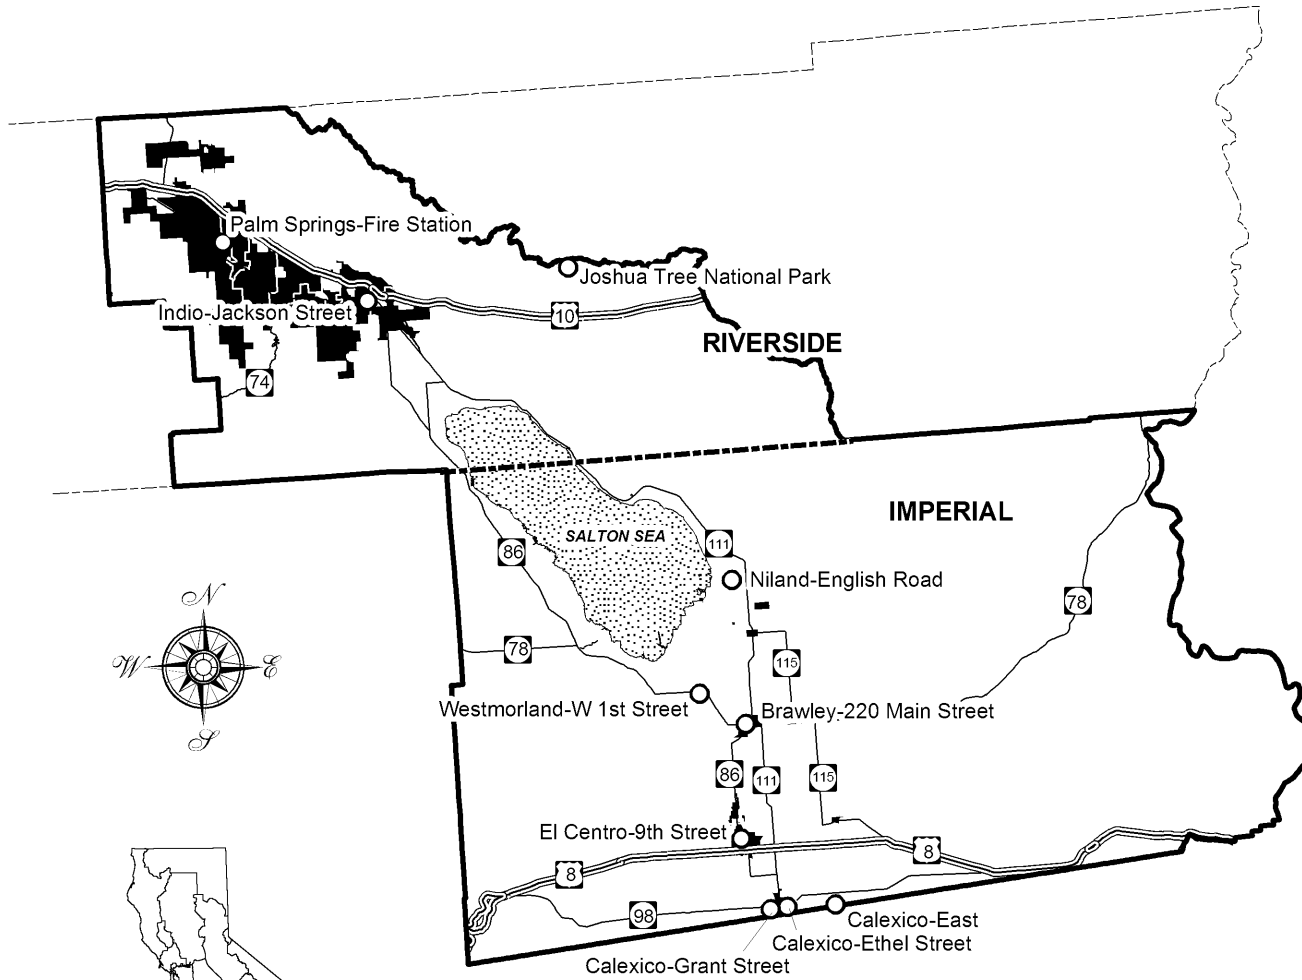 Palm Springs-Fire Station
Joshua Tree National Park
Indio-Jackson Street
10
RIVERSIDE
74
IMPERIAL
SALTON SEA
111
86
Niland-English Road
78
N
W
E
S
78
115
Westmorland-W 1st Street
Brawley-220 Main Street
86
111
115
El Centro-9th Street
8
8
98
Calexico-East
Calexico-Ethel Street
Calexico-Grant Street